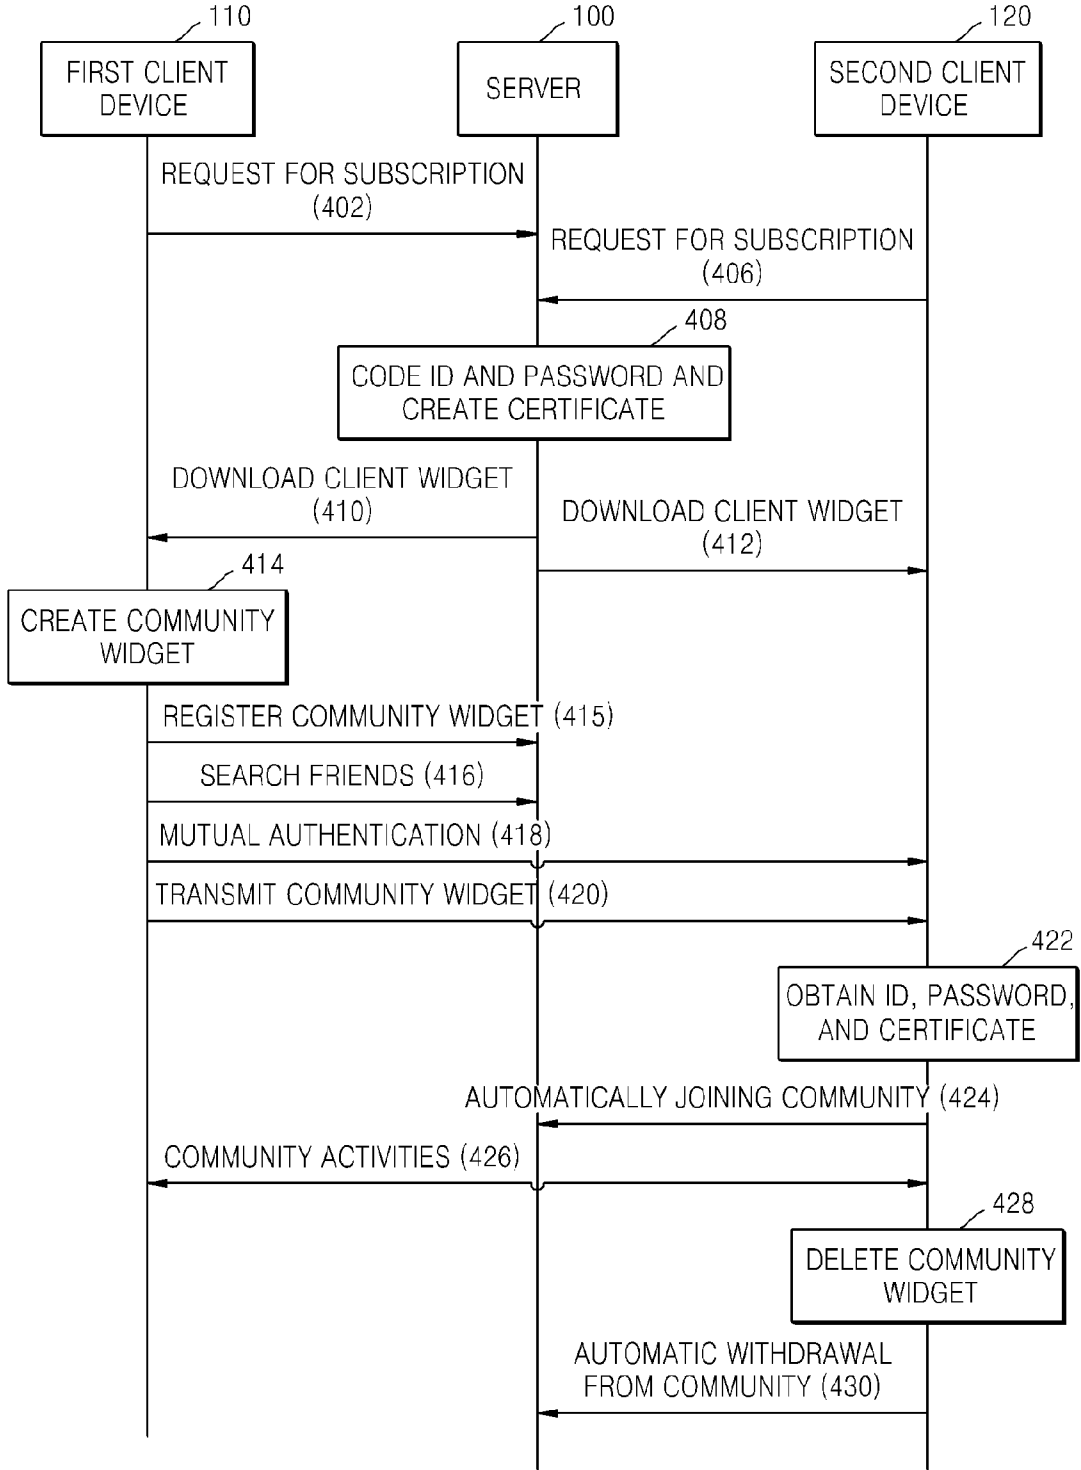 110
100
120
FIRST CLIENT
DEVICE
SERVER
SECOND CLIENT
DEVICE
REQUEST FOR SUBSCRIPTION
(402)
REQUEST FOR SUBSCRIPTION
(406)
408
CODE ID AND PASSWORD AND
CREATE CERTIFICATE
DOWNLOAD CLIENT WIDGET
(410)
DOWNLOAD CLIENT WIDGET
(412)
414
CREATE COMMUNITY
WIDGET
REGISTER COMMUNITY WIDGET (415)
SEARCH FRIENDS (416)
MUTUAL AUTHENTICATION (418)
TRANSMIT COMMUNITY WIDGET (420)
422
OBTAIN ID, PASSWORD,
AND CERTIFICATE
AUTOMATICALLY JOINING COMMUNITY (424)
COMMUNITY ACTIVITIES (426)
428
DELETE COMMUNITY
WIDGET
AUTOMATIC WITHDRAWAL
FROM COMMUNITY (430)